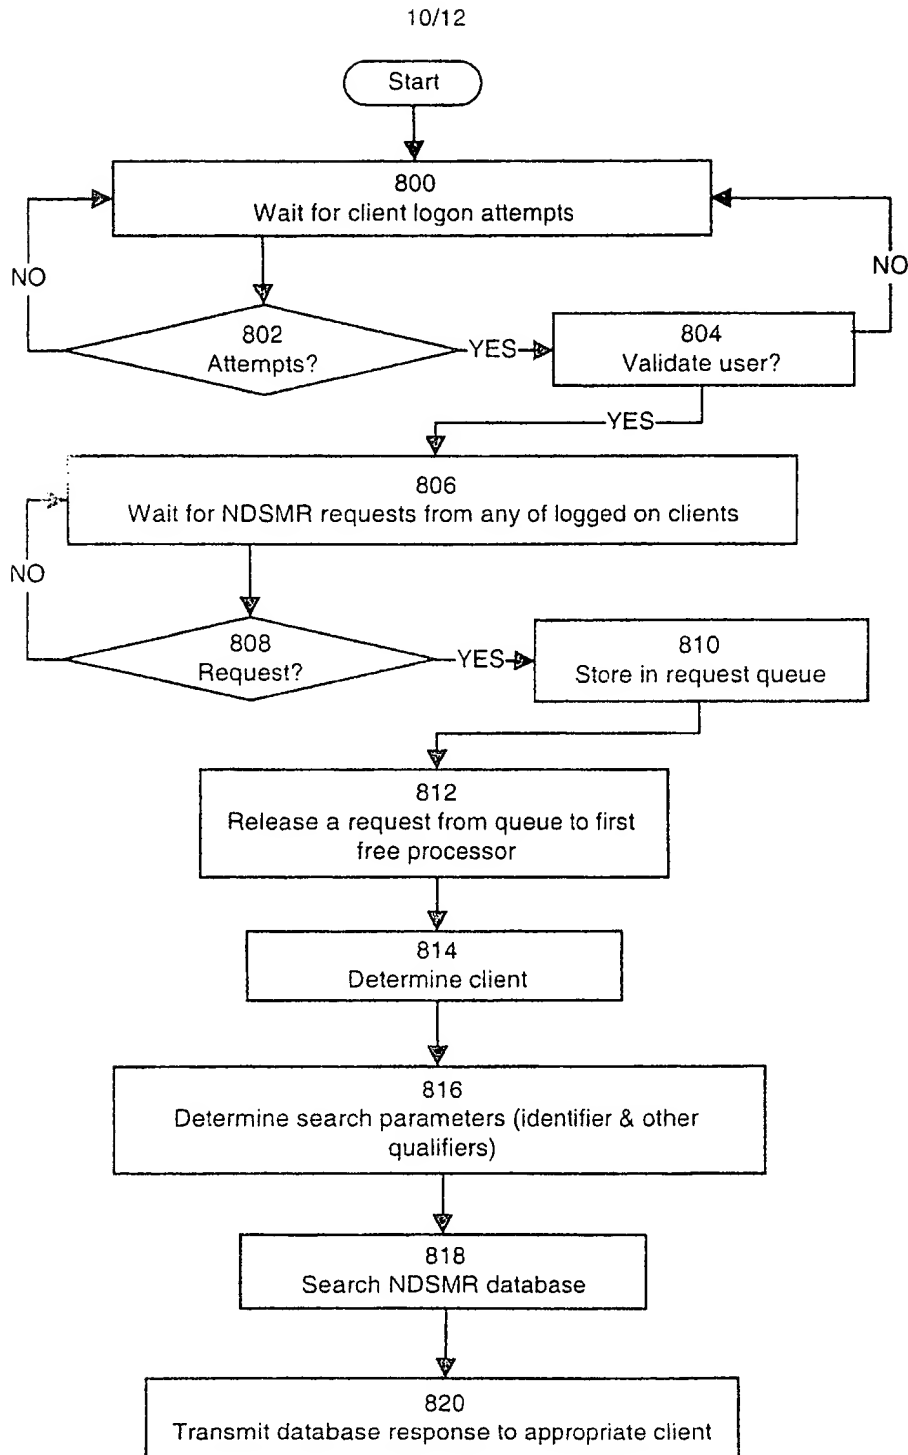 10/12
Start
800
Wait for client logon attempts
NO
NO
802
Attempts?
YES
804
Validate user?
YES
806
Wait for NDSMR requests from any of logged on clients
NO
808
Request?
YES
810
Store in request queue
812
Release a request from queue to first
free processor
814
Determine client
816
Determine search parameters (identifier & other
qualifiers)
818
Search NDSMR database
820
Transmit database response to appropriate client